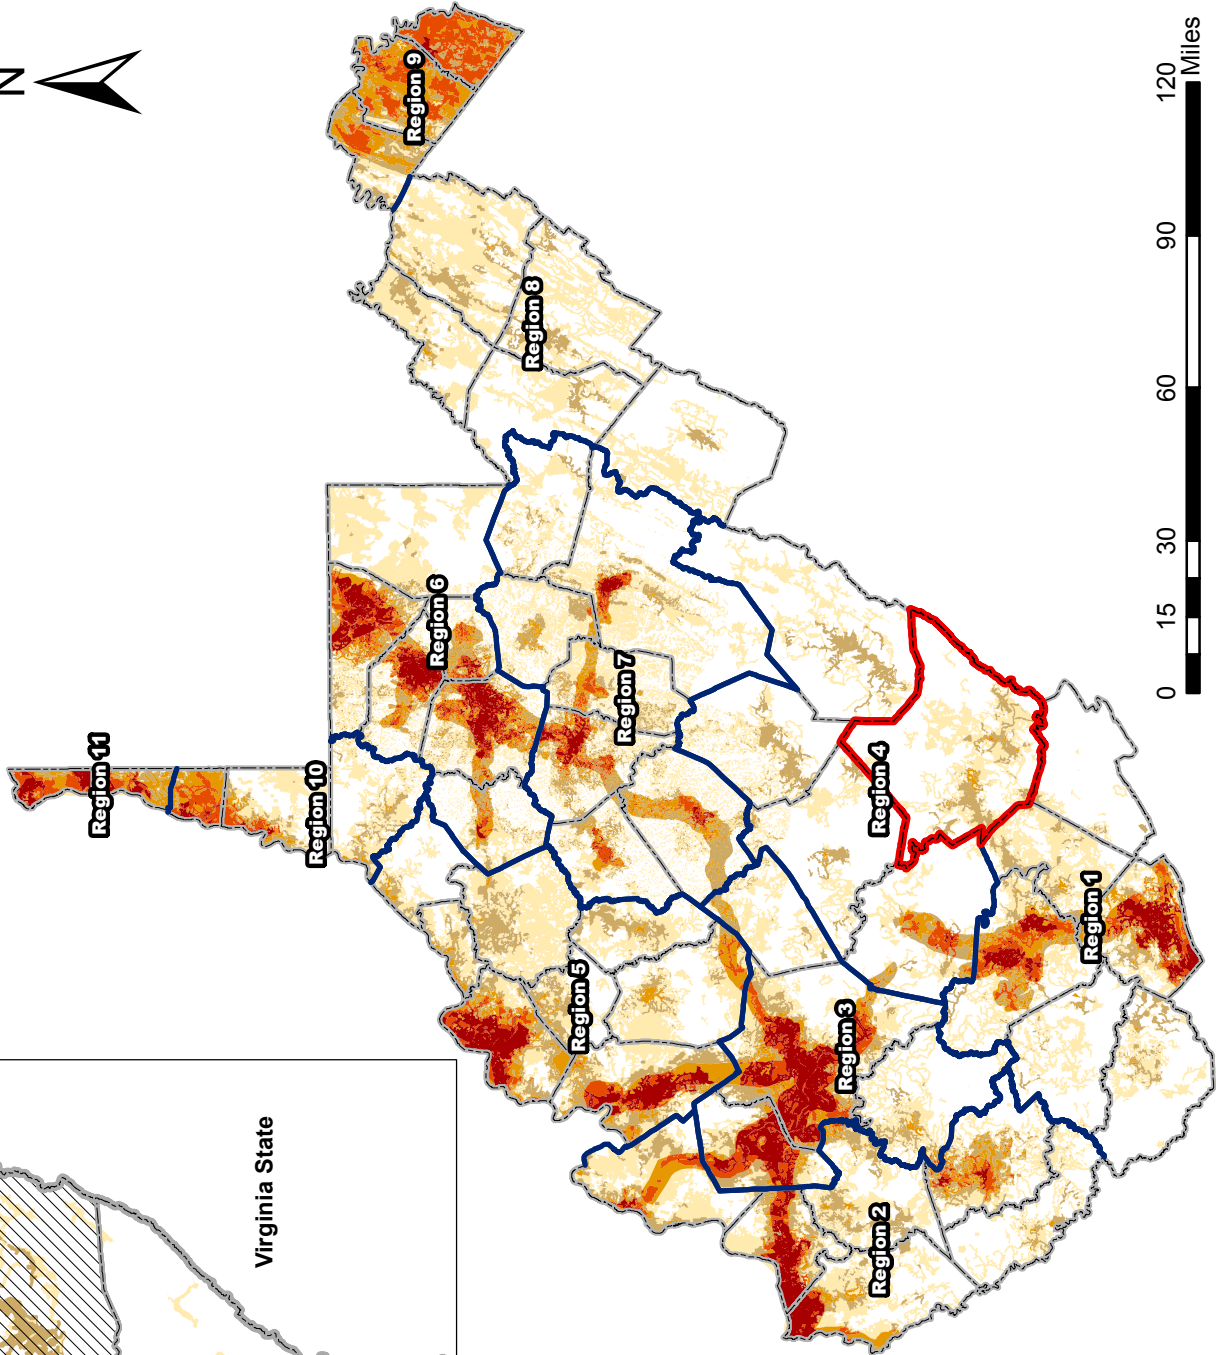 N
Region 9
Region 8
Region 6
Region 7
Region 11
Region 10
Region 4
Region 5
Region 3
Region 1
Region 2
Virginia State
0 15 30 60 90 120
Miles